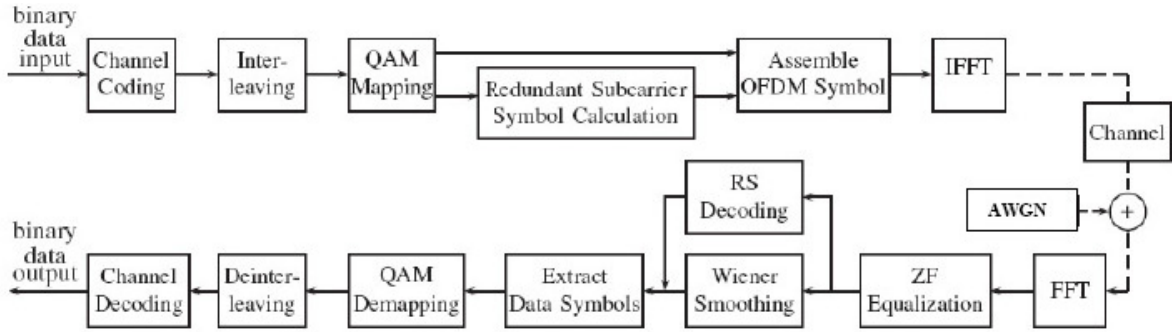 binary
data
input
Channel
Coding
Inter-
leaving
QAM
Mapping
Redundant Subcarrier
Symbol Calculation
Assemble
OFDM Symbol
IFFT
Channel
AWGN
+
RS
Decoding
binary
data
output
Channel
Decoding
Deinter-
leaving
QAM
Demapping
Extract
Data Symbols
Wiener
Smoothing
ZF
Equalization
FFT